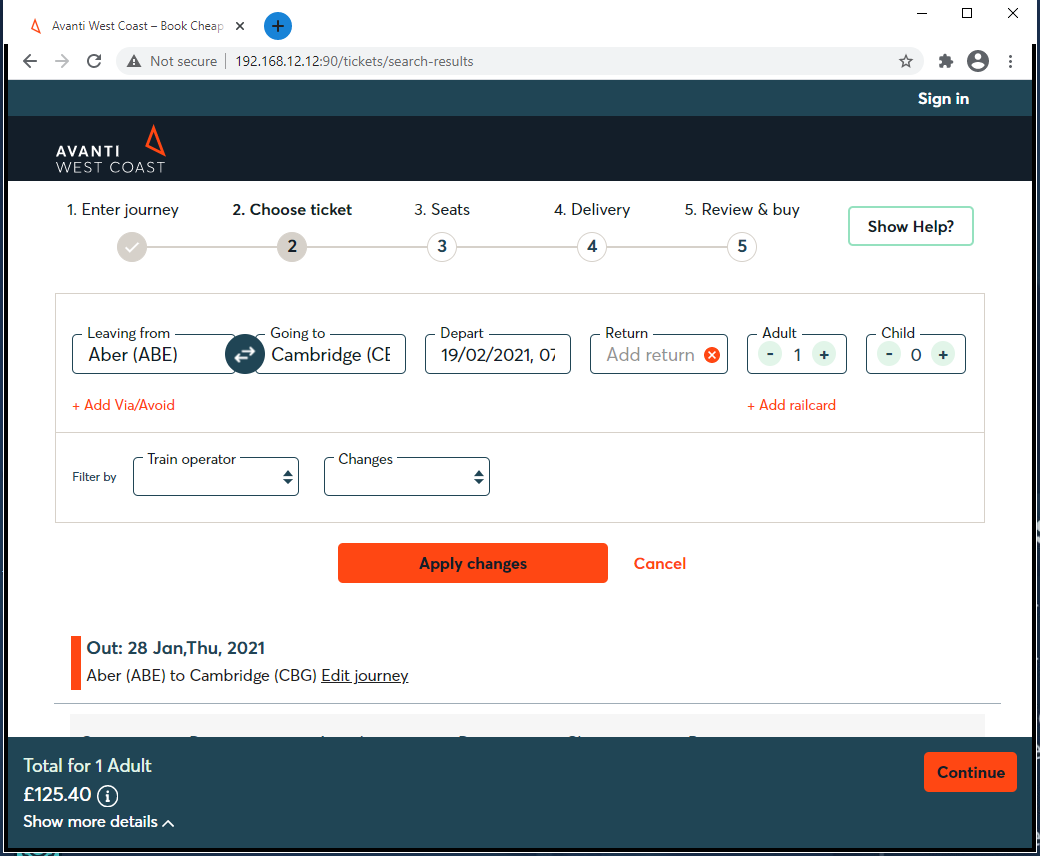 Avanti West Coast – Book Cheap
Not secure
192.168.12.12:90/tickets/search-results
Sign in
AVANTI
WEST COAST
1. Enter journey
2. Choose ticket
3. Seats
4. Delivery
5. Review & buy
2
3
4
5
Show Help?
Leaving from
Aber (ABE)
Going to
Cambridge (CE
Depart
19/02/2021, 07
Return
Add return
Adult
- 1 +
Child
- 0 +
+ Add Via/Avoid
+ Add railcard
Filter by
Train operator
Changes
Apply changes
Cancel
Out: 28 Jan,Thu, 2021
Aber (ABE) to Cambridge (CBG) Edit journey
Total for 1 Adult
£125.40
Show more details
Continue